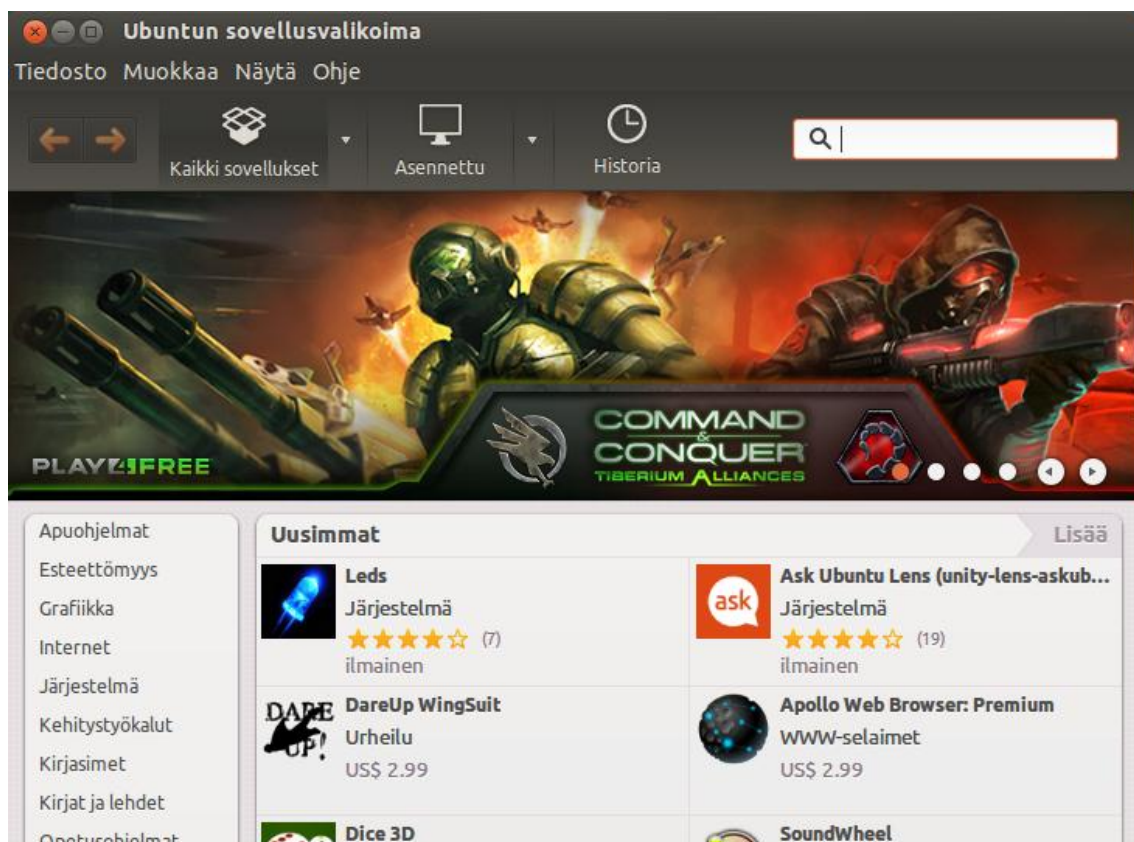 Ubuntun sovellusvalikoima
Tiedosto Muokkaa Näytä Ohje
Kaikki sovellukset
Asennettu
Historia
COMMAND
&
CONQUER
TIBERIUM ALLIANCES
PLAY4FREE
Apuohjelmat
Esteettömyys
Grafiikka
Internet
Järjestelmä
Kehitystyökalut
Kirjasimet
Kirjat ja lehdet
Opetusohjelmat
Uusimmat
Lisää
Leds
Järjestelmä
(7)
ilmainen
Ask Ubuntu Lens (unity-lens-askub...
ask
Järjestelmä
(19)
ilmainen
DARE
UP!
DareUp WingSuit
Urheilu
US$ 2.99
Apollo Web Browser: Premium
WWW-selaimet
US$ 2.99
Dice 3D
SoundWheel